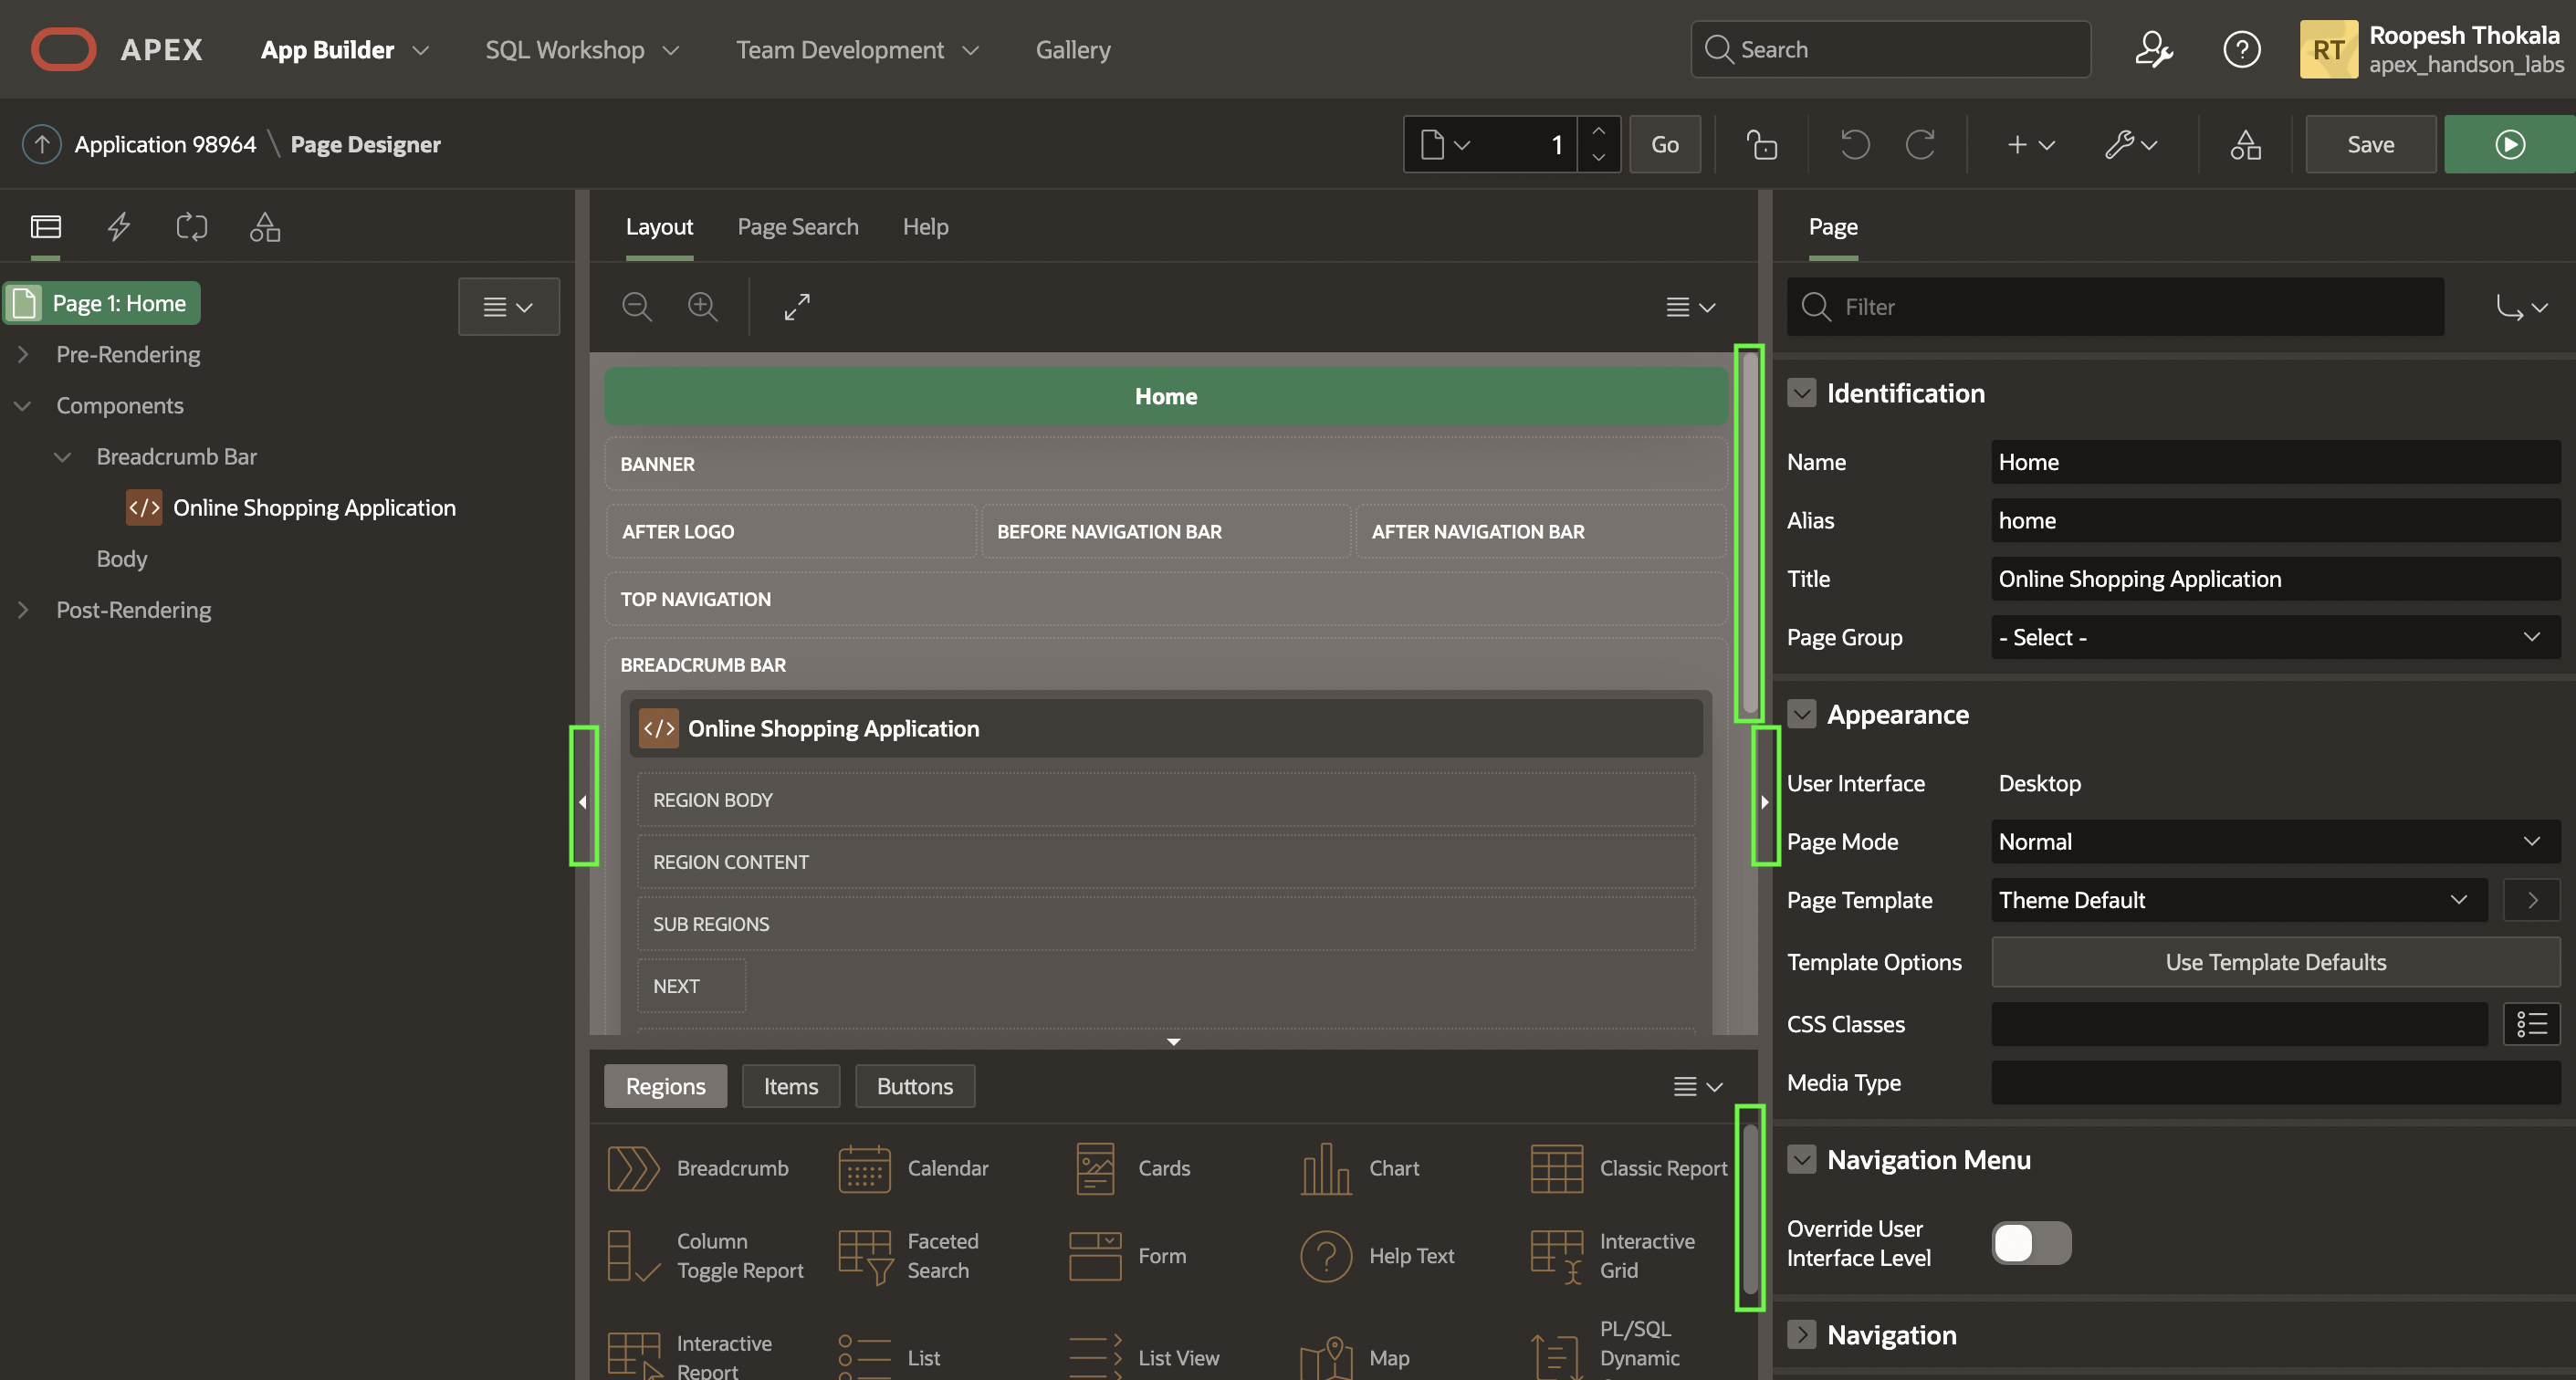 APEX App Builder SQL Workshop Team Development Gallery Search RT Roopesh Thokala
apex_handson_labs
Application 98964 \ Page Designer 1 Go Save
Layout Page Search Help
Page
Page 1: Home
Pre-Rendering
Components
Breadcrumb Bar
</> Online Shopping Application
Body
Post-Rendering
Home
BANNER
AFTER LOGO BEFORE NAVIGATION BAR AFTER NAVIGATION BAR
TOP NAVIGATION
BREADCRUMB BAR
</> Online Shopping Application
REGION BODY
REGION CONTENT
SUB REGIONS
NEXT
Regions Items Buttons
Breadcrumb Calendar Cards Chart Classic Report
Column
Toggle Report
Faceted
Search
Form
Help Text
Interactive
Grid
Interactive
Report
List
List View
Map
PL/SQL
Dynamic
Filter
Identification
Name Home
Alias home
Title Online Shopping Application
Page Group - Select -
Appearance
User Interface Desktop
Page Mode Normal
Page Template Theme Default
Template Options Use Template Defaults
CSS Classes
Media Type
Navigation Menu
Override User
Interface Level
Navigation